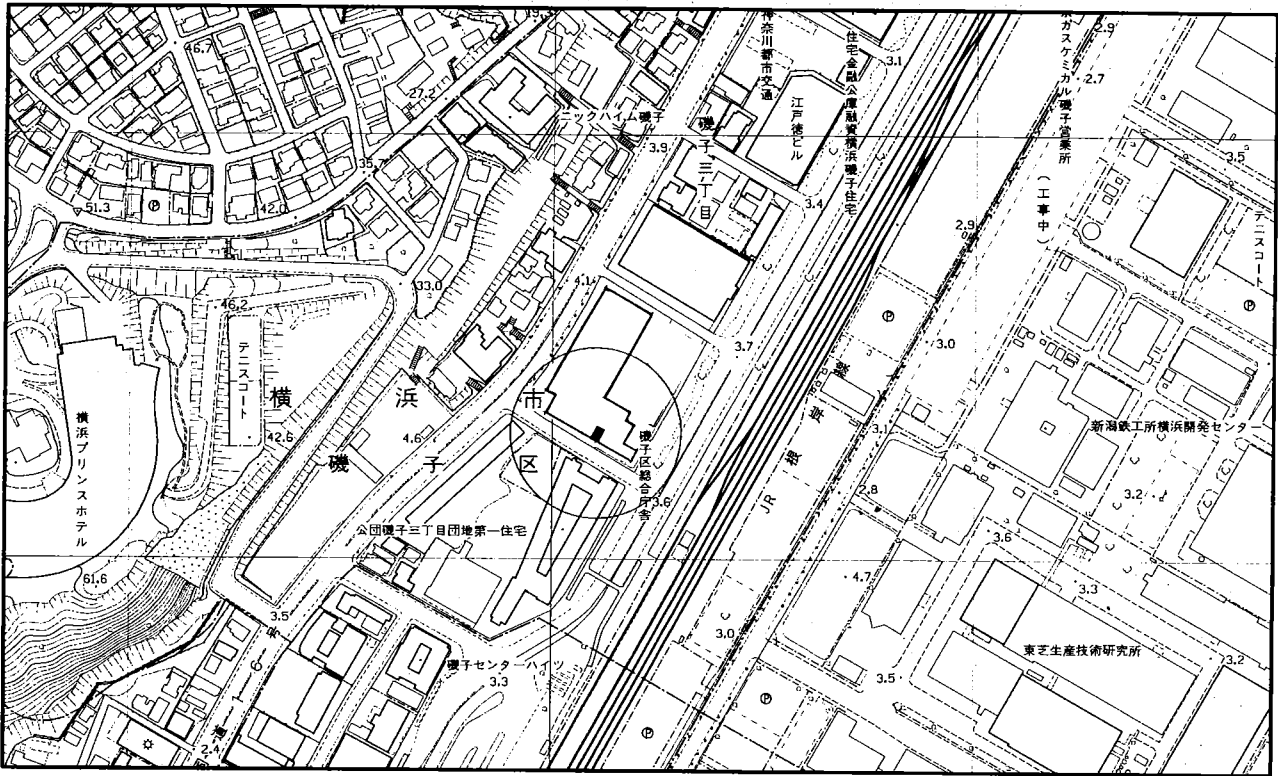 46.7
27.2
35.7
51.3
42.0
46.2
33.0
42.6
61.6
テニスコート
横浜プリンスホテル
横浜市
磯子区
ニックハイム磯子
3.9
磯子三丁目
神奈川都市交通
江戸徳ビル
住宅金融公庫融資横浜磯子住宅
3.1
3.4
4.1
3.7
4.6
磯子区総合庁舎
3.6
公団磯子三丁目団地第一住宅
3.5
磯子センターハイツ
3.3
2.4
JR根岸線
ガスケミカル磯子営業所
(工事中)
2.9
2.7
3.5
テニスコート
2.9
P
P
P
3.0
3.1
2.8
新潟鉄工所横浜開発センター
3.2
3.6
4.7
3.3
東芝生産技術研究所
3.2
3.0
3.5
P
P